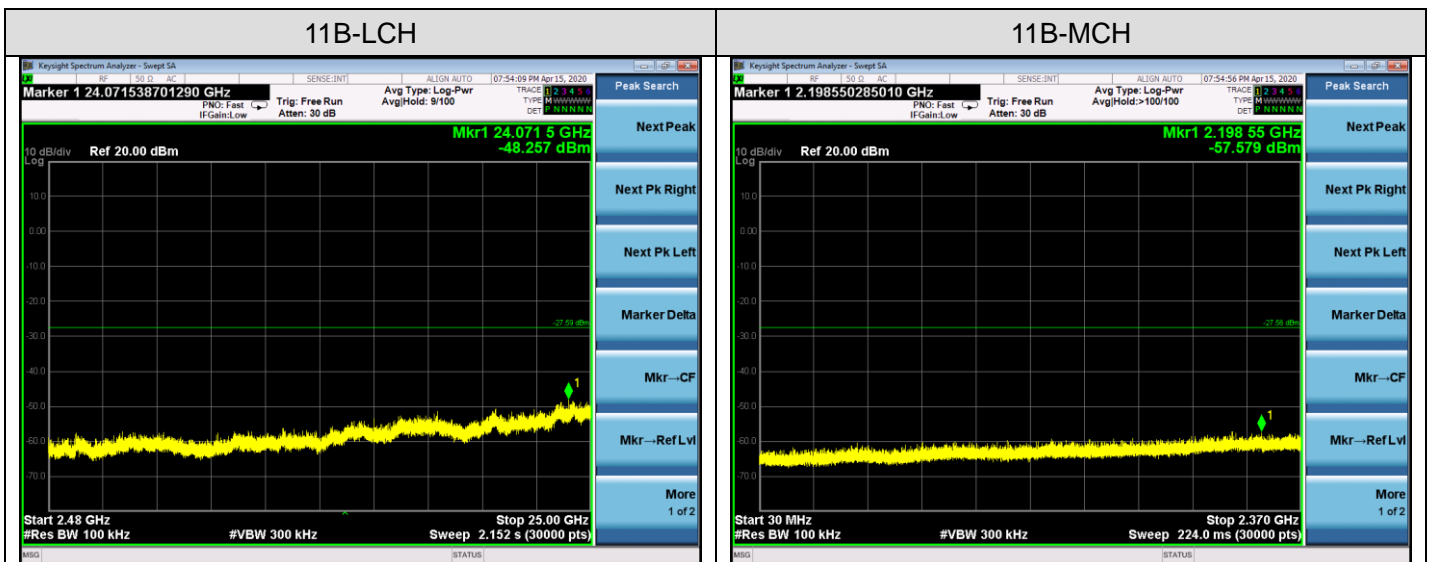 11B-LCH
11B-MCH
Keysight Spectrum Analyzer - Swept SA
RF 50 Ω AC SENSE:INT ALIGN AUTO 07:54:09 PM Apr 15, 2020
Marker 1 24.071538701290 GHz
PNO: Fast
IFGain:Low
Trig: Free Run
Atten: 30 dB
Avg Type: Log-Pwr
Avg|Hold: 9/100
TRACE 1 2 3 4 5 6
TYPE M WWWWW
DET P N N N N N
Mkr1 24.071 5 GHz
-48.257 dBm
10 dB/div Ref 20.00 dBm
Log
10.0
0.00
-10.0
-20.0
-27.59 dBm
-30.0
-40.0
1
-50.0
-60.0
-70.0
Start 2.48 GHz Stop 25.00 GHz
#Res BW 100 kHz #VBW 300 kHz Sweep 2.152 s (30000 pts)
MSG STATUS
Peak Search
Next Peak
Next Pk Right
Next Pk Left
Marker Delta
Mkr→CF
Mkr→Ref Lvl
More
1 of 2
Keysight Spectrum Analyzer - Swept SA
RF 50 Ω AC SENSE:INT ALIGN AUTO 07:54:56 PM Apr 15, 2020
Marker 1 2.198550285010 GHz
PNO: Fast
IFGain:Low
Trig: Free Run
Atten: 30 dB
Avg Type: Log-Pwr
Avg|Hold:>100/100
TRACE 1 2 3 4 5 6
TYPE M WWWWW
DET P N N N N N
Mkr1 2.198 55 GHz
-57.579 dBm
10 dB/div Ref 20.00 dBm
Log
10.0
0.00
-10.0
-20.0
-27.56 dBm
-30.0
-40.0
-50.0
1
-60.0
-70.0
Start 30 MHz Stop 2.370 GHz
#Res BW 100 kHz #VBW 300 kHz Sweep 224.0 ms (30000 pts)
MSG STATUS
Peak Search
Next Peak
Next Pk Right
Next Pk Left
Marker Delta
Mkr→CF
Mkr→Ref Lvl
More
1 of 2